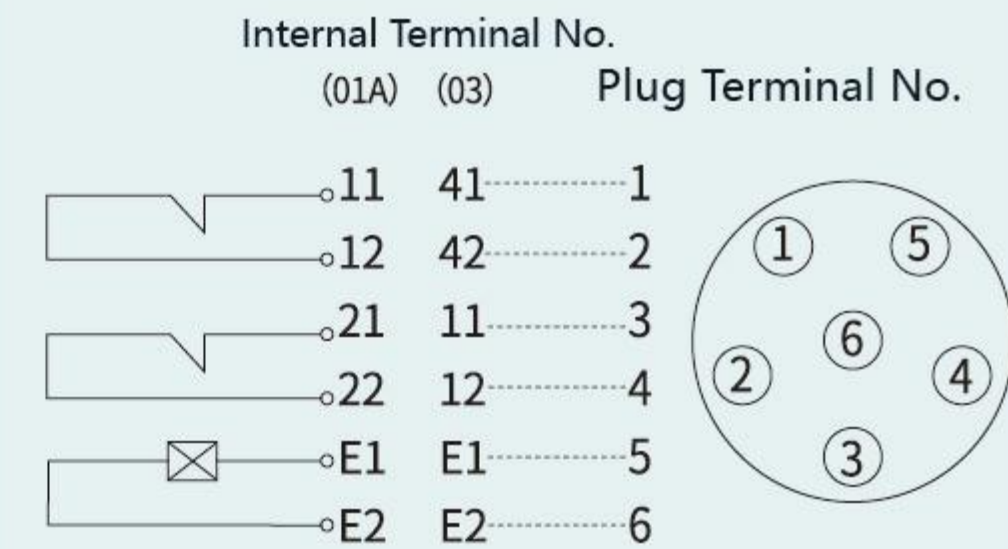 Internal Terminal No.
(01A) (03) Plug Terminal No.
11 41 1
12 42 2
21 11 3
22 12 4
E1 E1 5
E2 E2 6
1 5
6
2 4
3